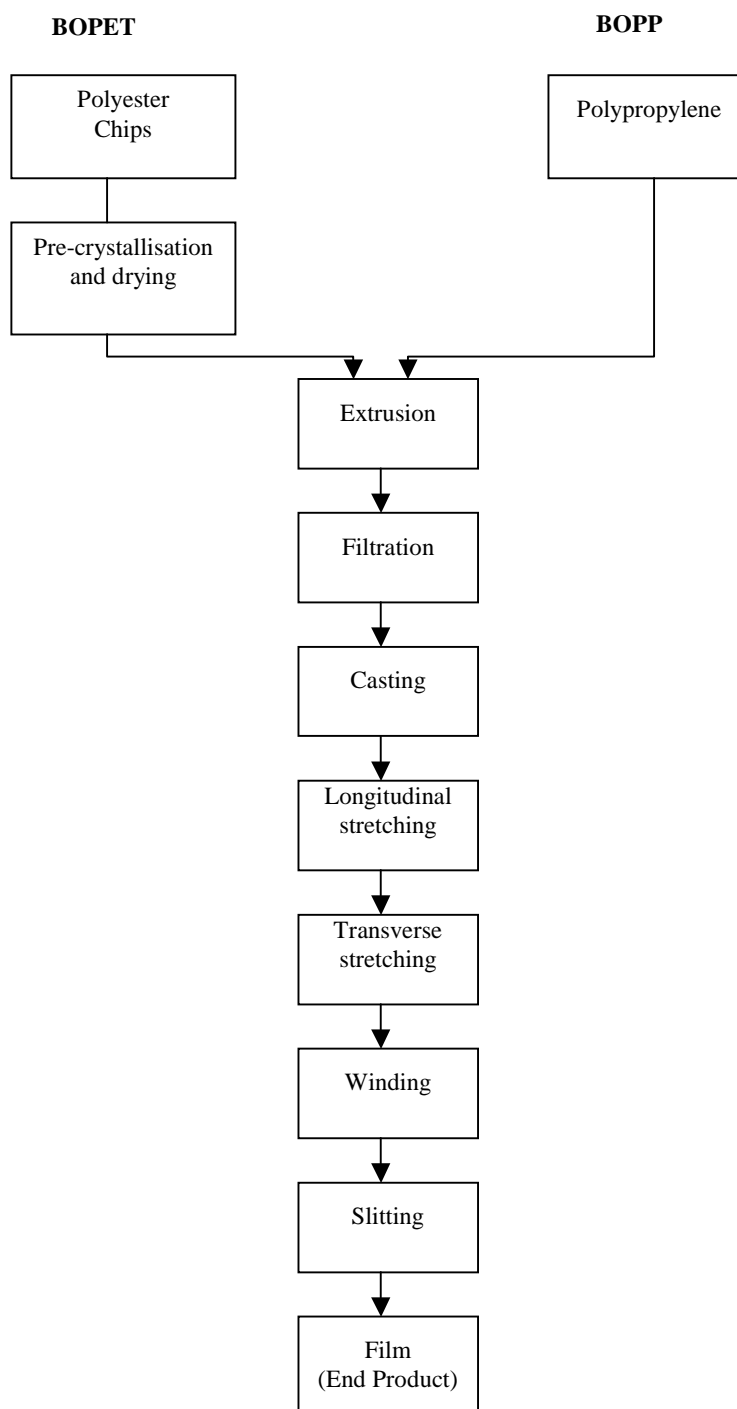 BOPET
BOPP
Polyester
Chips
Polypropylene
Pre-crystallisation
and drying
Extrusion
Filtration
Casting
Longitudinal
stretching
Transverse
stretching
Winding
Slitting
Film
(End Product)